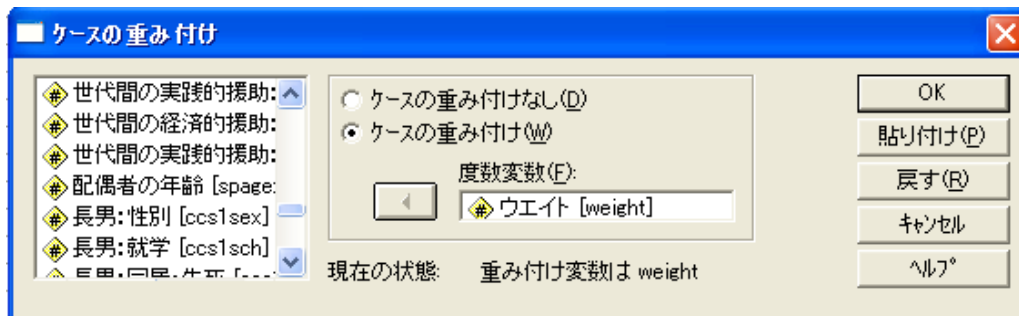 ケースの重み付け
世代間の実践的援助:
世代間の経済的援助:
世代間の実践的援助:
配偶者の年齢 [spage:
長男:性別 [ccs1sex]
長男:就学 [ccs1sch]
ケースの重み付けなし(D)
ケースの重み付け(W)
度数変数(F):
ウエイト [weight]
現在の状態: 重み付け変数は weight
OK
貼り付け(P)
戻す(R)
キャンセル
ヘルプ